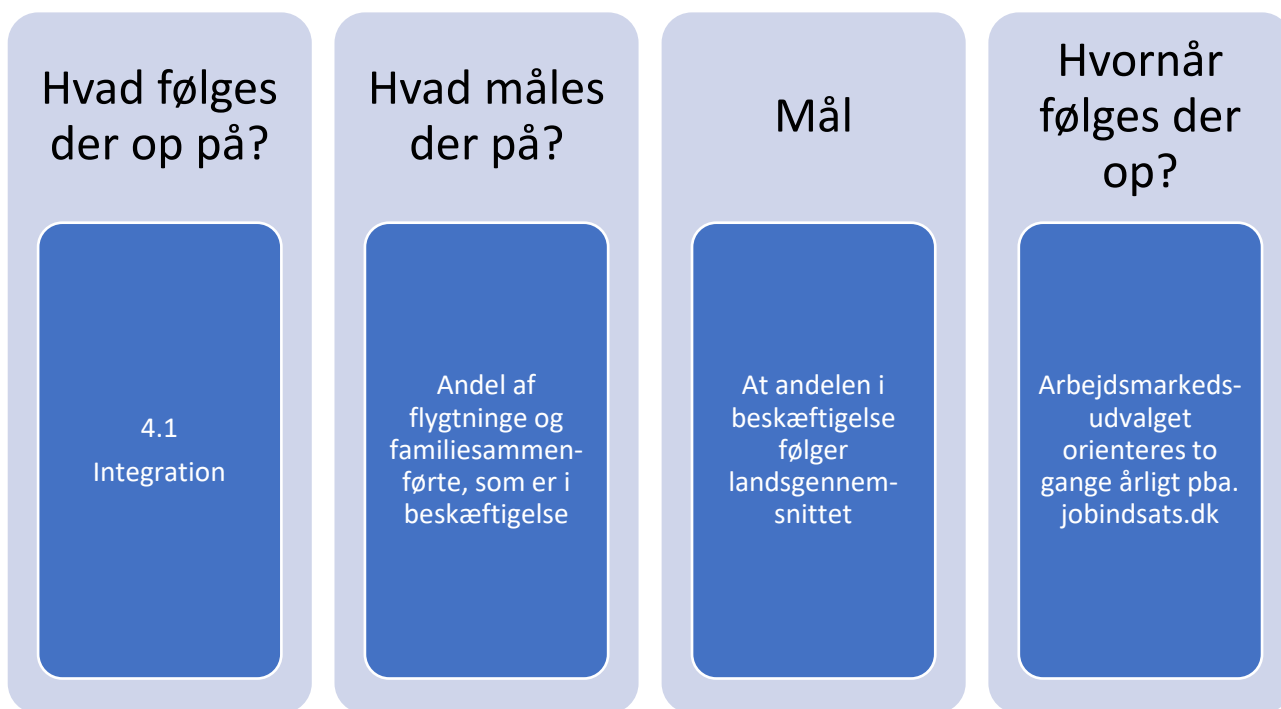 Hvad følges
der op på?
4.1
Integration
Hvad måles
der på?
Andel af
flygtninge og
familiesammen-
førte, som er i
beskæftigelse
Mål
At andelen i
beskæftigelse
følger
landsgennem-
snittet
Hvornår
følges der
op?
Arbejdsmarkeds-
udvalget
orienteres to
gange årligt pba.
jobindsats.dk